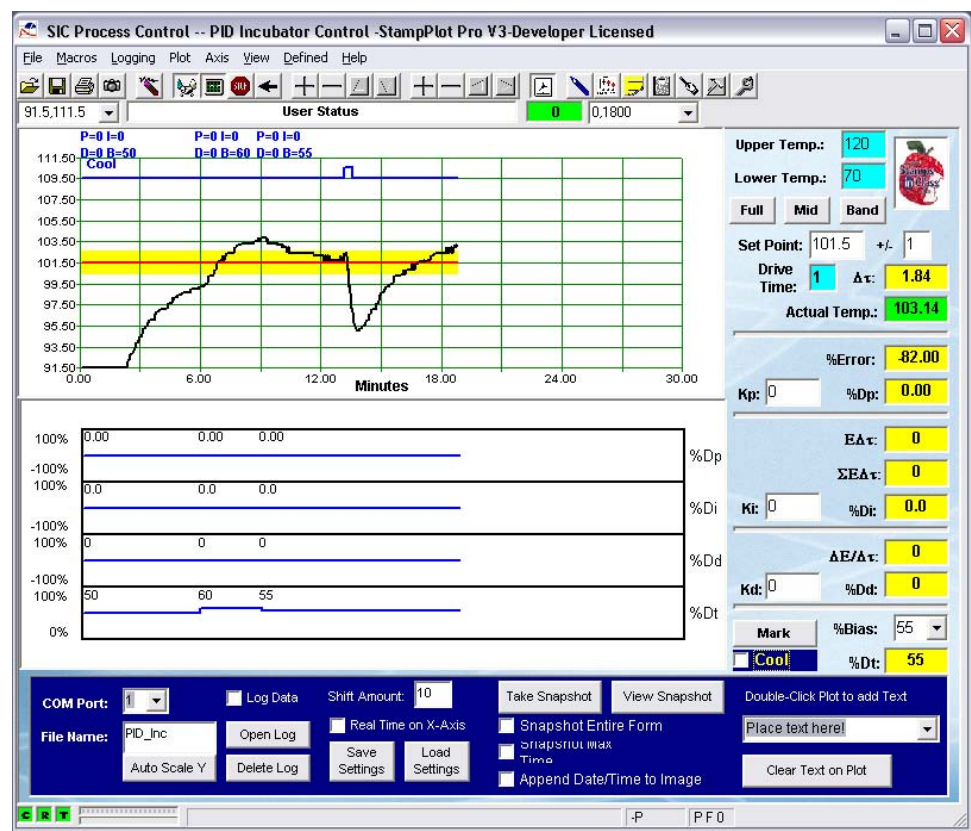 SIC Process Control -- PID Incubator Control -StampPlot Pro V3-Developer Licensed
File Macros Logging Plot Axis View Defined Help
91.5,111.5 User Status 0 0,1800
P=0 I=0 P=0 I=0 P=0 I=0
D=0 B=50 D=0 B=60 D=0 B=55
Cool
111.50
109.50
107.50
105.50
103.50
101.50
99.50
97.50
95.50
93.50
91.50
0.00 6.00 12.00 18.00 24.00 30.00
Minutes
100% 0.00 0.00 0.00
%Dp
-100%
100% 0.0 0.0 0.0
%Di
-100%
100% 0 0 0
%Dd
-100%
100% 50 60 55
%Dt
0%
Upper Temp.: 120
Lower Temp.: 70
Stamps
in Class
Full Mid Band
Set Point: 101.5 +/- 1
Drive
Time: 1 Δτ: 1.84
Actual Temp.: 103.14
%Error: -82.00
Kp: 0 %Dp: 0.00
EΔτ: 0
ΣEΔτ: 0
Ki: 0 %Di: 0.0
ΔE/Δτ: 0
Kd: 0 %Dd: 0
Mark %Bias: 55
Cool %Dt: 55
COM Port: 1 Log Data Shift Amount: 10 Take Snapshot View Snapshot Double-Click Plot to add Text
File Name: PID_Inc Open Log Real Time on X-Axis Snapshot Entire Form Place text here!
Snapshot Max
Time
Auto Scale Y Delete Log Save Settings Load Settings Append Date/Time to Image Clear Text on Plot
C R T -P P F 0